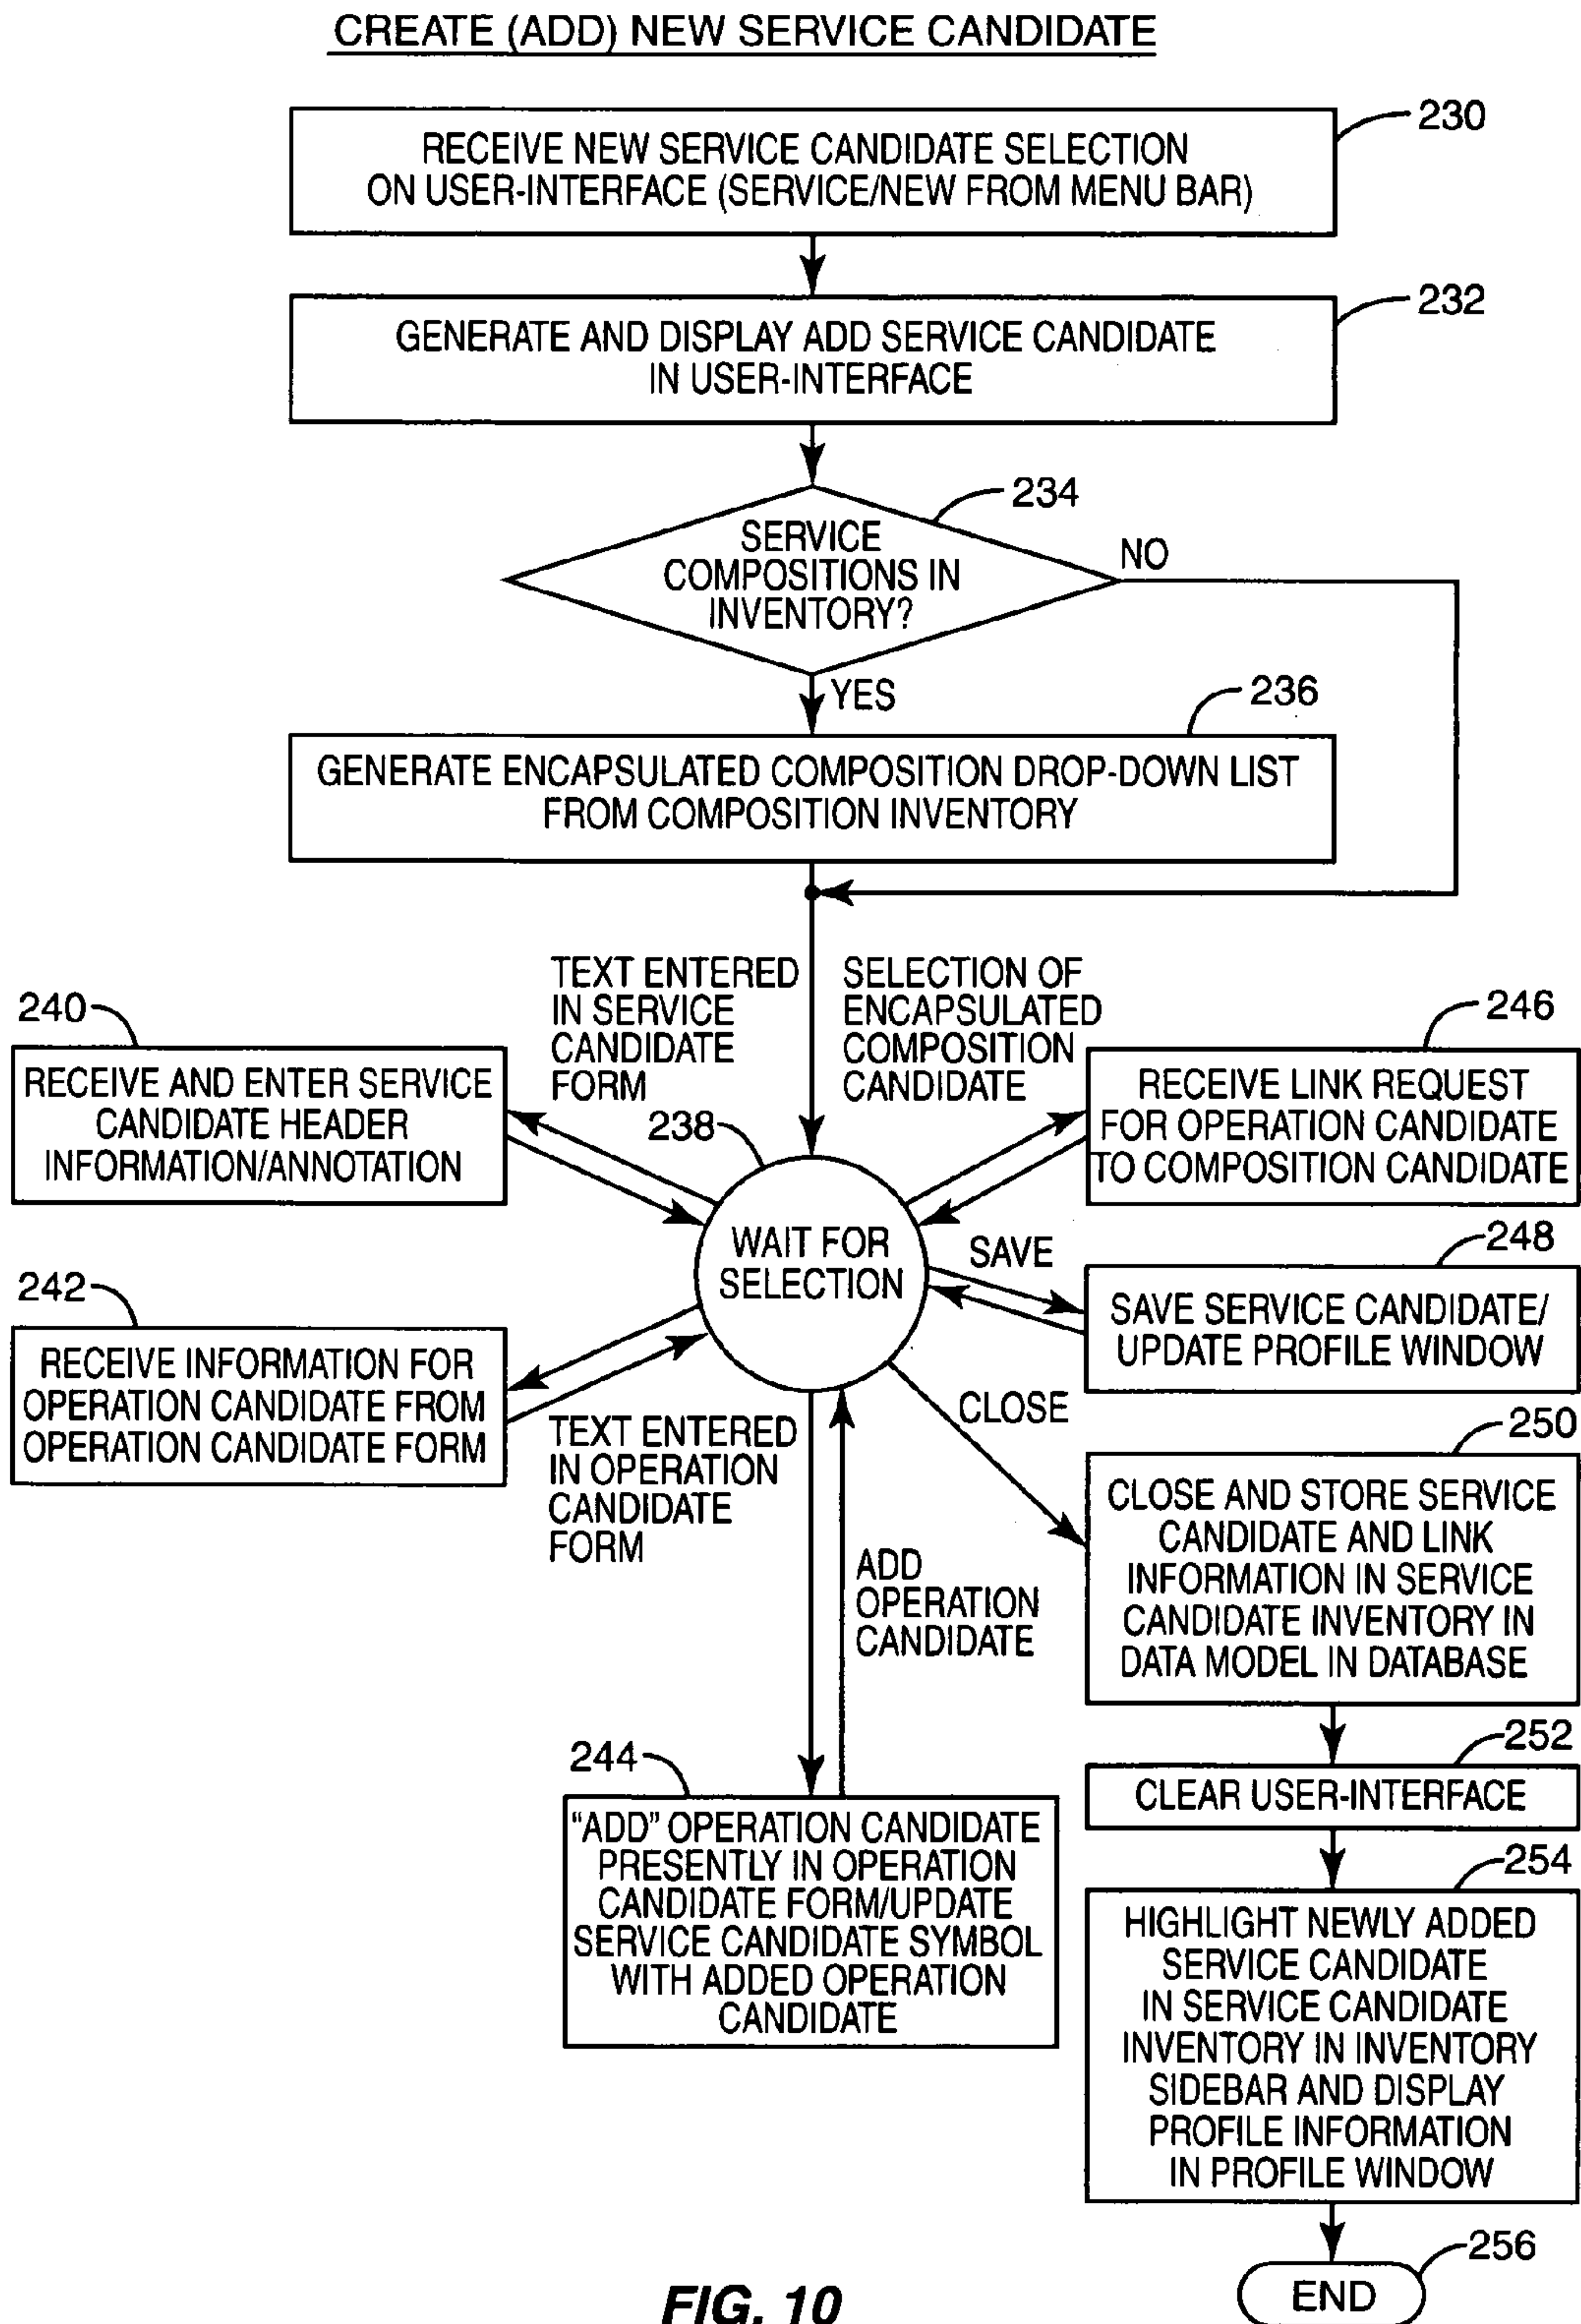 CREATE (ADD) NEW SERVICE CANDIDATE
230
RECEIVE NEW SERVICE CANDIDATE SELECTION
ON USER-INTERFACE (SERVICE/NEW FROM MENU BAR)
232
GENERATE AND DISPLAY ADD SERVICE CANDIDATE
IN USER-INTERFACE
234
SERVICE
COMPOSITIONS IN
INVENTORY?
NO
YES
236
GENERATE ENCAPSULATED COMPOSITION DROP-DOWN LIST
FROM COMPOSITION INVENTORY
TEXT ENTERED
IN SERVICE
CANDIDATE
FORM
SELECTION OF
ENCAPSULATED
COMPOSITION
CANDIDATE
240
RECEIVE AND ENTER SERVICE
CANDIDATE HEADER
INFORMATION/ANNOTATION
246
RECEIVE LINK REQUEST
FOR OPERATION CANDIDATE
TO COMPOSITION CANDIDATE
238
WAIT FOR
SELECTION
SAVE
248
SAVE SERVICE CANDIDATE/
UPDATE PROFILE WINDOW
242
RECEIVE INFORMATION FOR
OPERATION CANDIDATE FROM
OPERATION CANDIDATE FORM
TEXT ENTERED
IN OPERATION
CANDIDATE
FORM
CLOSE
250
CLOSE AND STORE SERVICE
CANDIDATE AND LINK
INFORMATION IN SERVICE
CANDIDATE INVENTORY IN
DATA MODEL IN DATABASE
ADD
OPERATION
CANDIDATE
244
"ADD" OPERATION CANDIDATE
PRESENTLY IN OPERATION
CANDIDATE FORM/UPDATE
SERVICE CANDIDATE SYMBOL
WITH ADDED OPERATION
CANDIDATE
252
CLEAR USER-INTERFACE
254
HIGHLIGHT NEWLY ADDED
SERVICE CANDIDATE
IN SERVICE CANDIDATE
INVENTORY IN INVENTORY
SIDEBAR AND DISPLAY
PROFILE INFORMATION
IN PROFILE WINDOW
256
END
FIG. 10